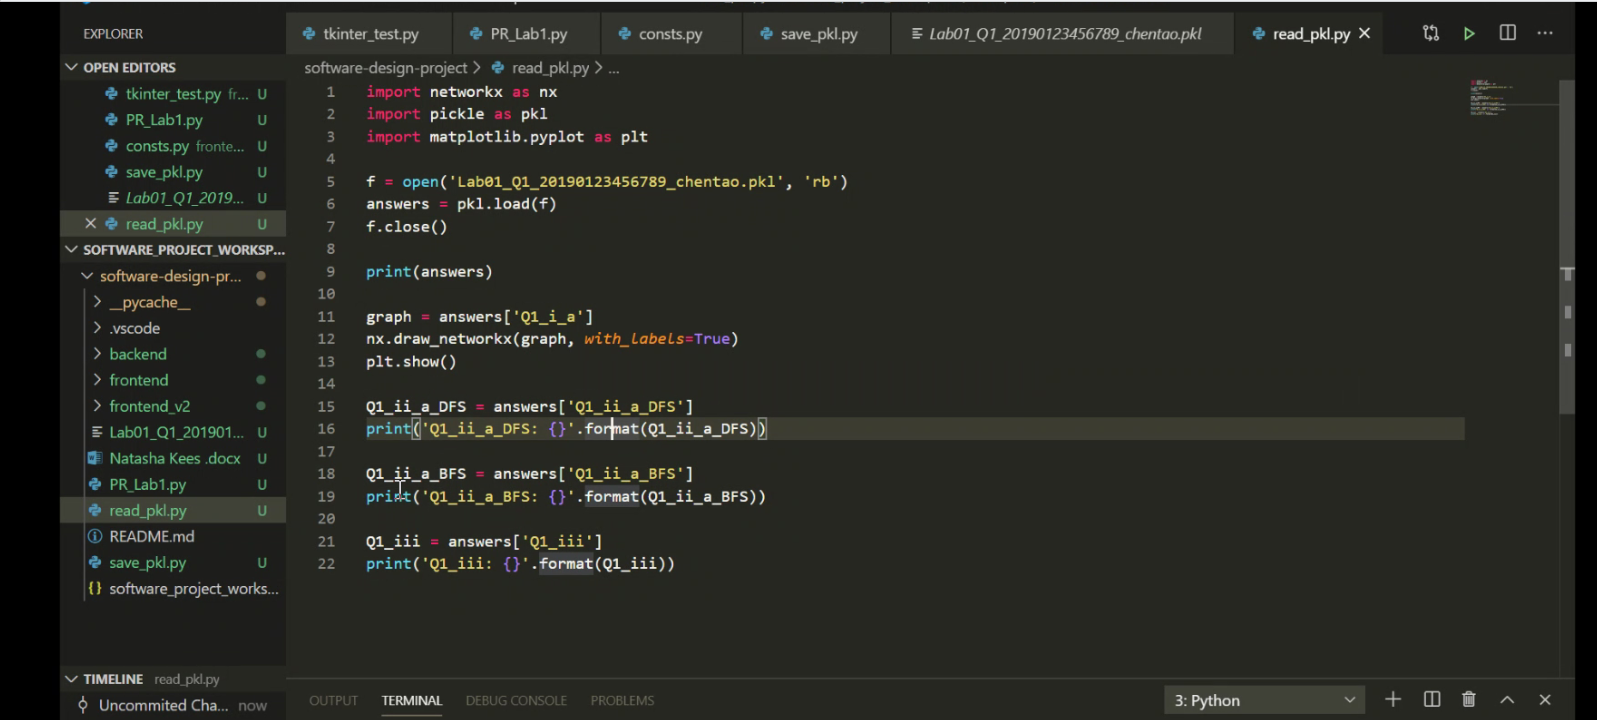 EXPLORER
OPEN EDITORS
tkinter_test.py fr... U
PR_Lab1.py U
consts.py fronte... U
save_pkl.py U
Lab01_Q1_2019... U
read_pkl.py U
SOFTWARE_PROJECT_WORKSP...
software-design-pr...
__pycache__
.vscode
backend
frontend
frontend_v2
Lab01_Q1_201901... U
Natasha Kees .docx U
PR_Lab1.py U
read_pkl.py U
README.md
save_pkl.py U
{} software_project_works...
TIMELINE read_pkl.py
Uncommited Cha... now
tkinter_test.py PR_Lab1.py consts.py save_pkl.py Lab01_Q1_20190123456789_chentao.pkl read_pkl.py
software-design-project > read_pkl.py > ...
1 import networkx as nx
2 import pickle as pkl
3 import matplotlib.pyplot as plt
4
5 f = open('Lab01_Q1_20190123456789_chentao.pkl', 'rb')
6 answers = pkl.load(f)
7 f.close()
8
9 print(answers)
10
11 graph = answers['Q1_i_a']
12 nx.draw_networkx(graph, with_labels=True)
13 plt.show()
14
15 Q1_ii_a_DFS = answers['Q1_ii_a_DFS']
16 print('Q1_ii_a_DFS: {}'.format(Q1_ii_a_DFS))
17
18 Q1_ii_a_BFS = answers['Q1_ii_a_BFS']
19 print('Q1_ii_a_BFS: {}'.format(Q1_ii_a_BFS))
20
21 Q1_iii = answers['Q1_iii']
22 print('Q1_iii: {}'.format(Q1_iii))
OUTPUT TERMINAL DEBUG CONSOLE PROBLEMS 3: Python